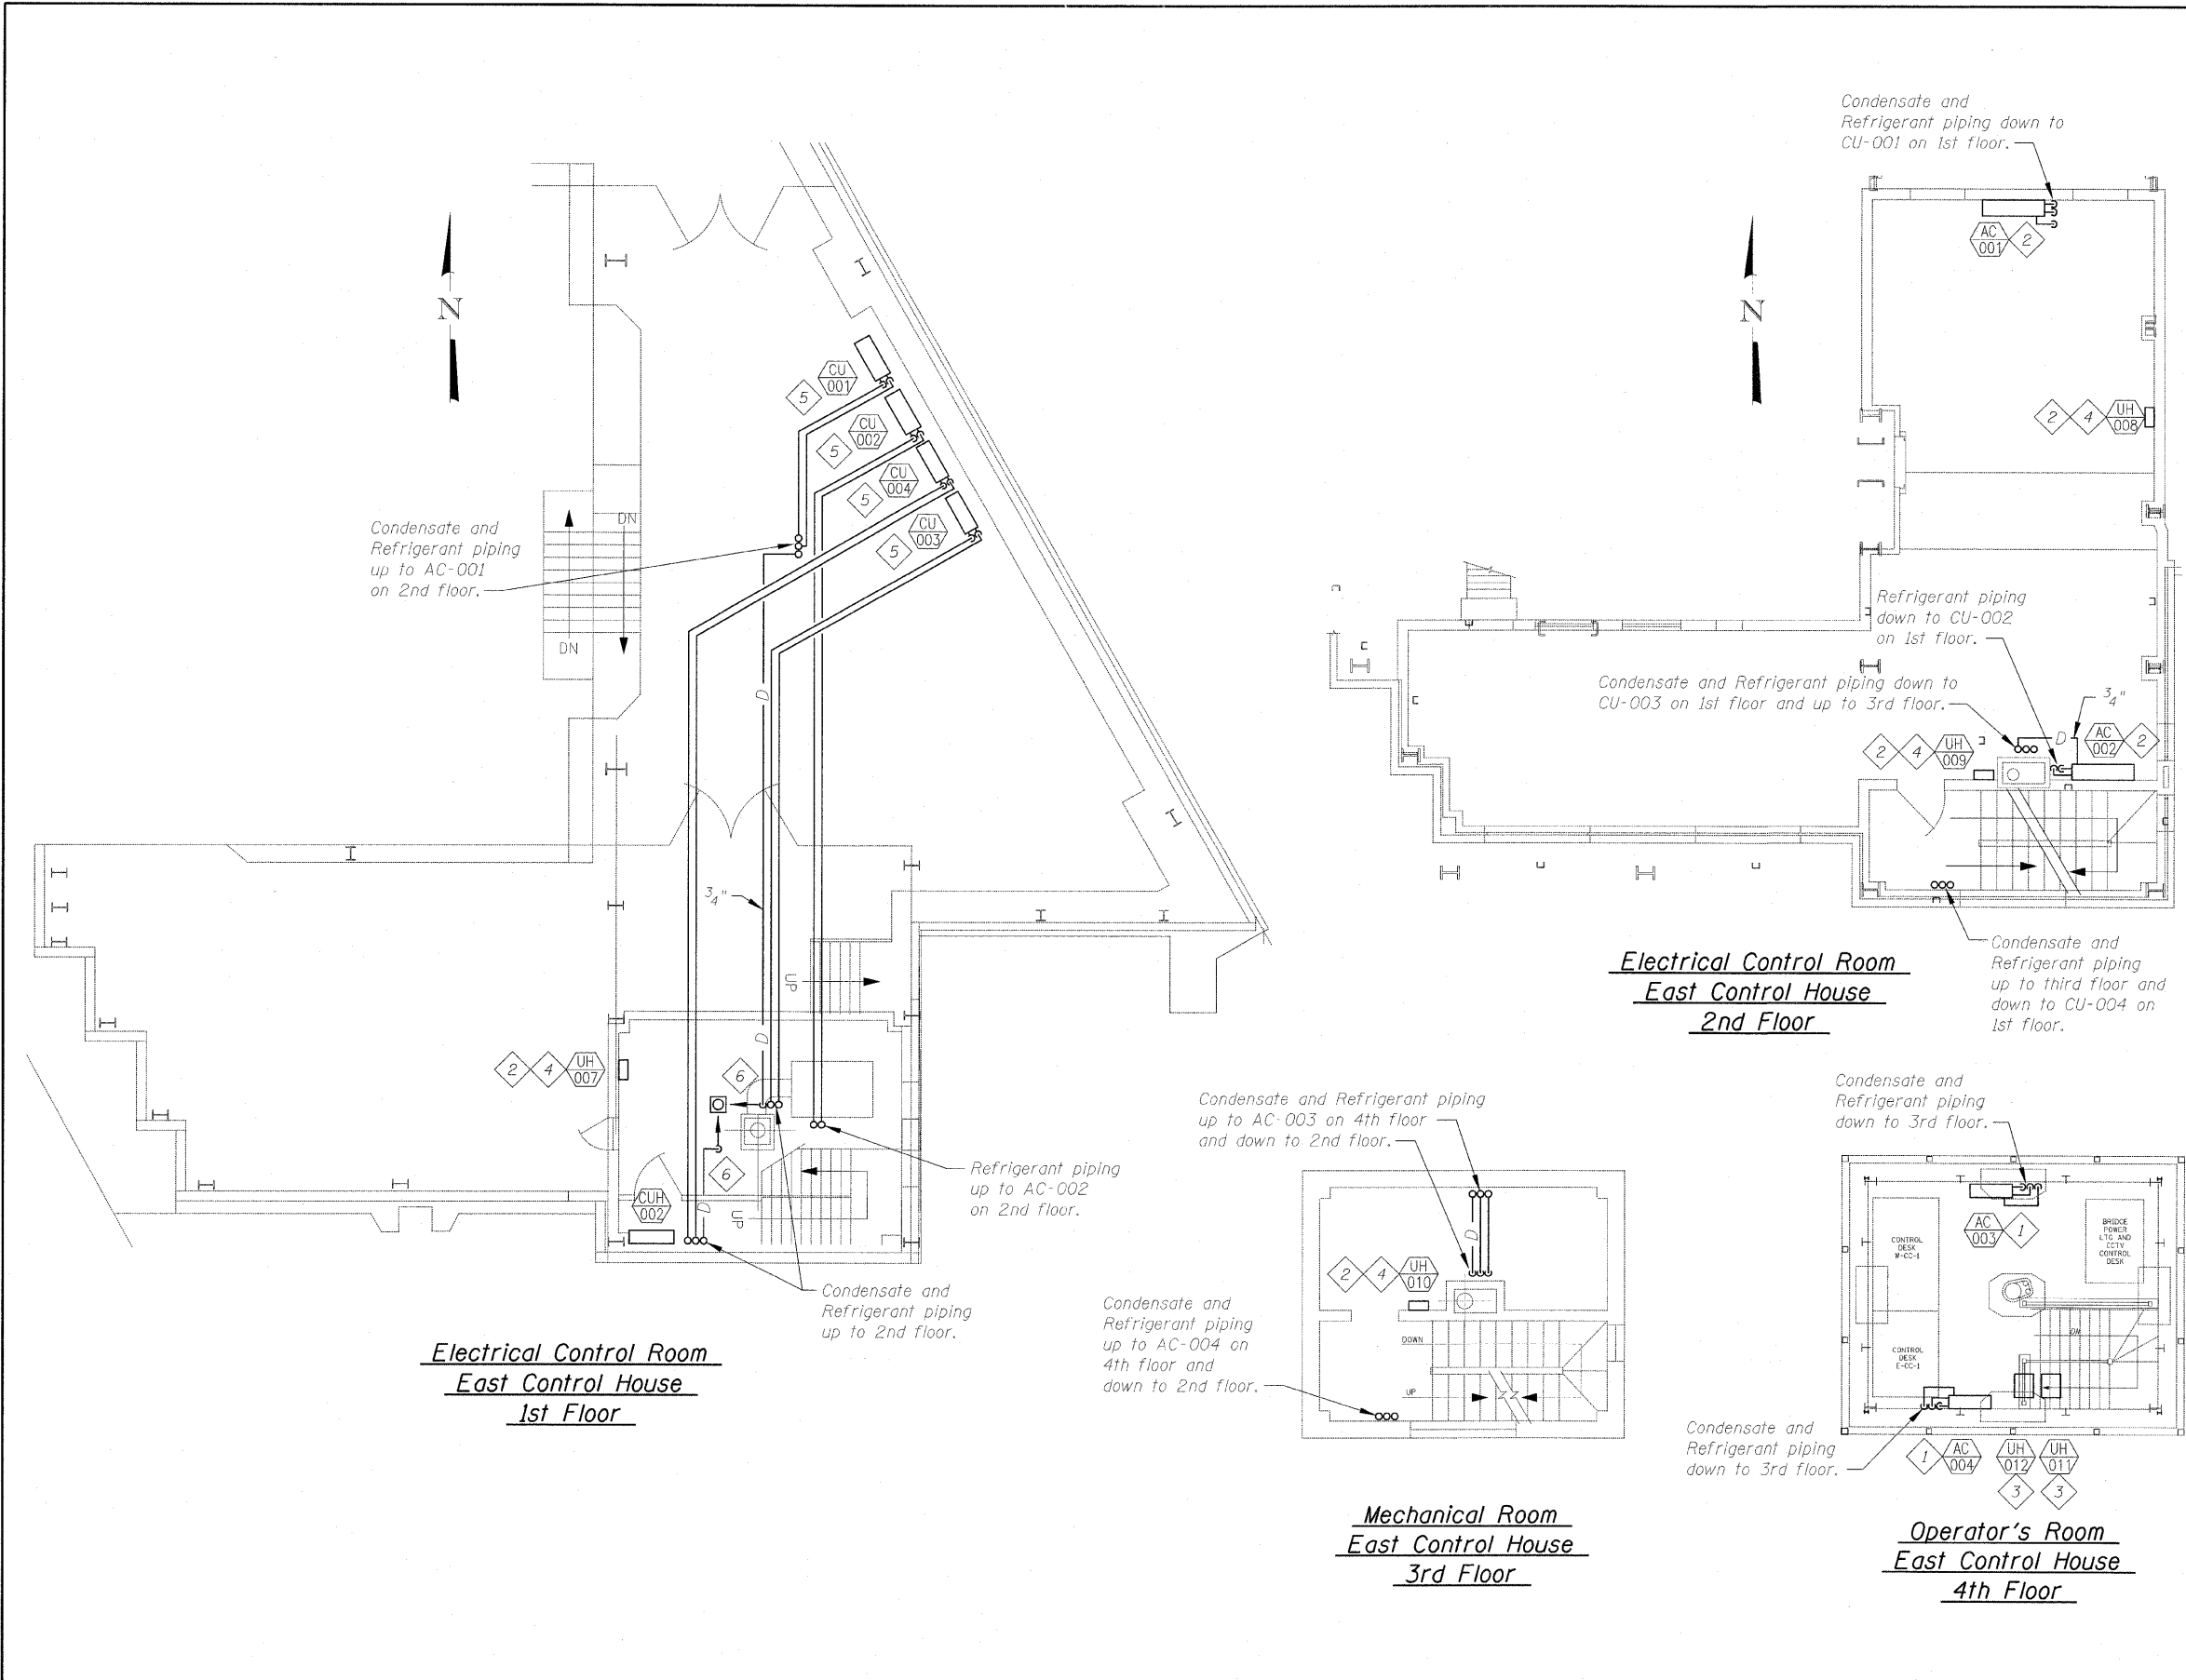 Condensate and
Refrigerant piping down to
CU-001 on 1st floor.
N
N
AC
001
2
CU
001
5
CU
002
5
CU
004
5
CU
003
5
2
4
UH
008
Condensate and
Refrigerant piping
up to AC-001
on 2nd floor.
DN
DN
D
Refrigerant piping
down to CU-002
on 1st floor.
Condensate and Refrigerant piping down to
CU-003 on 1st floor and up to 3rd floor.
3/4"
D
AC
002
2
2
4
UH
009
3/4"
UP
D
Condensate and
Refrigerant piping
up to third floor and
down to CU-004 on
1st floor.
Electrical Control Room
East Control House
2nd Floor
2
4
UH
007
6
6
CUH
002
D
UP
Refrigerant piping
up to AC-002
on 2nd floor.
Condensate and
Refrigerant piping
up to 2nd floor.
Electrical Control Room
East Control House
1st Floor
Condensate and Refrigerant piping
up to AC-003 on 4th floor
and down to 2nd floor.
D
2
4
UH
010
Condensate and
Refrigerant piping
up to AC-004 on
4th floor and
down to 2nd floor.
DOWN
UP
Mechanical Room
East Control House
3rd Floor
Condensate and
Refrigerant piping
down to 3rd floor.
AC
003
1
CONTROL
DESK
W-CC-1
BRIDGE
POWER
LTG AND
CCTV
CONTROL
DESK
CONTROL
DESK
E-CC-1
DN
Condensate and
Refrigerant piping
down to 3rd floor.
1
AC
004
UH
012
UH
011
3
3
Operator's Room
East Control House
4th Floor